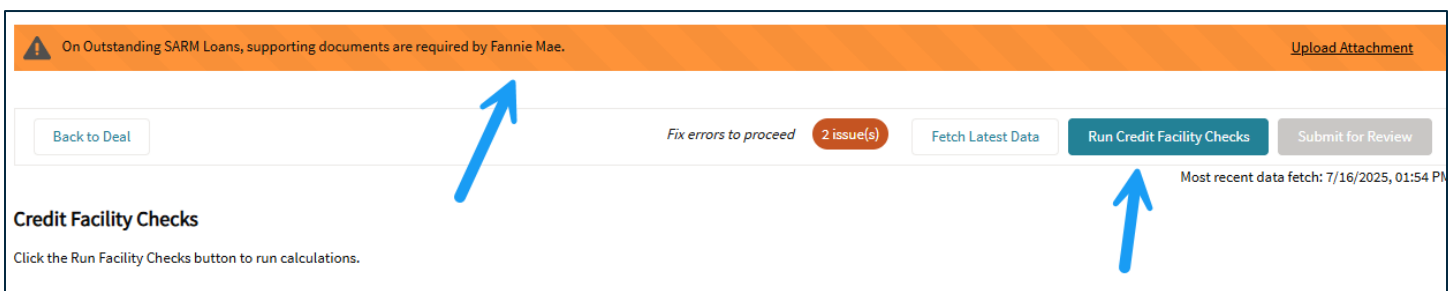 On Outstanding SARM Loans, supporting documents are required by Fannie Mae. Upload Attachment
Back to Deal Fix errors to proceed 2 issue(s) Fetch Latest Data Run Credit Facility Checks Submit for Review
Most recent data fetch: 7/16/2025, 01:54 PM
Credit Facility Checks
Click the Run Facility Checks button to run calculations.